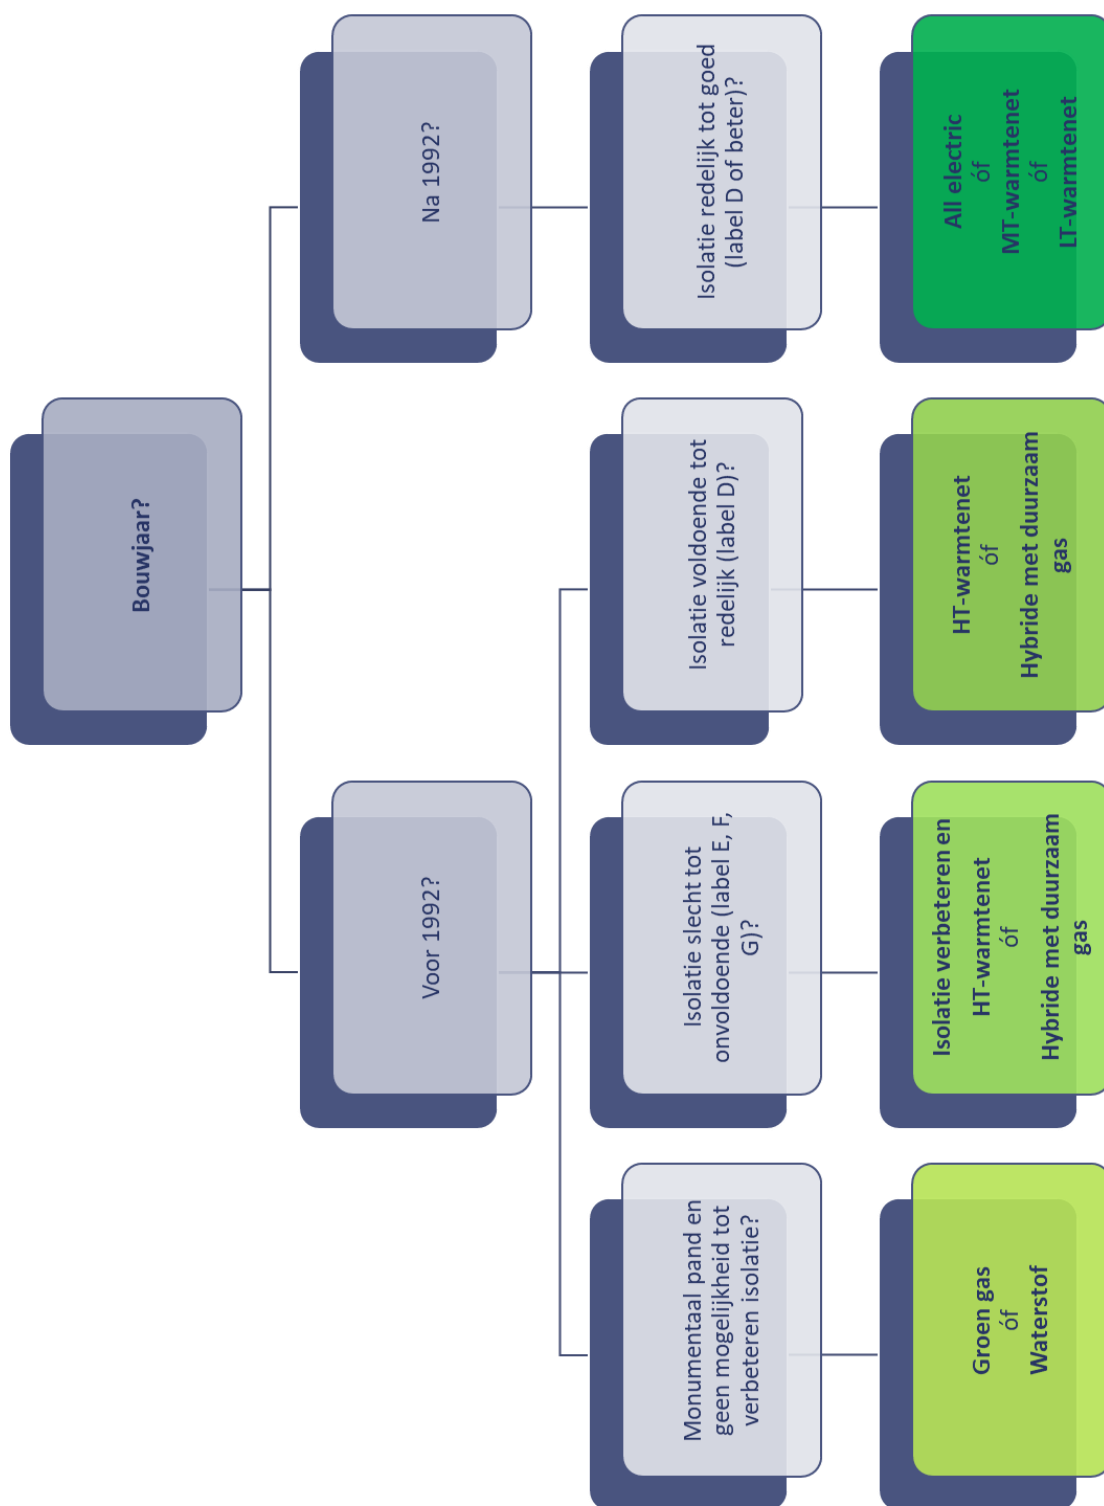 Bouwjaar?
Voor 1992?
Na 1992?
Monumentaal pand en
geen mogelijkheid tot
verbeteren isolatie?
Isolatie slecht tot
onvoldoende (label E, F,
G)?
Isolatie voldoende tot
redelijk (label D)?
Isolatie redelijk tot goed
(label D of beter)?
Groen gas
óf
Waterstof
Isolatie verbeteren en
HT-warmtenet
óf
Hybride met duurzaam
gas
HT-warmtenet
óf
Hybride met duurzaam
gas
All electric
óf
MT-warmtenet
óf
LT-warmtenet